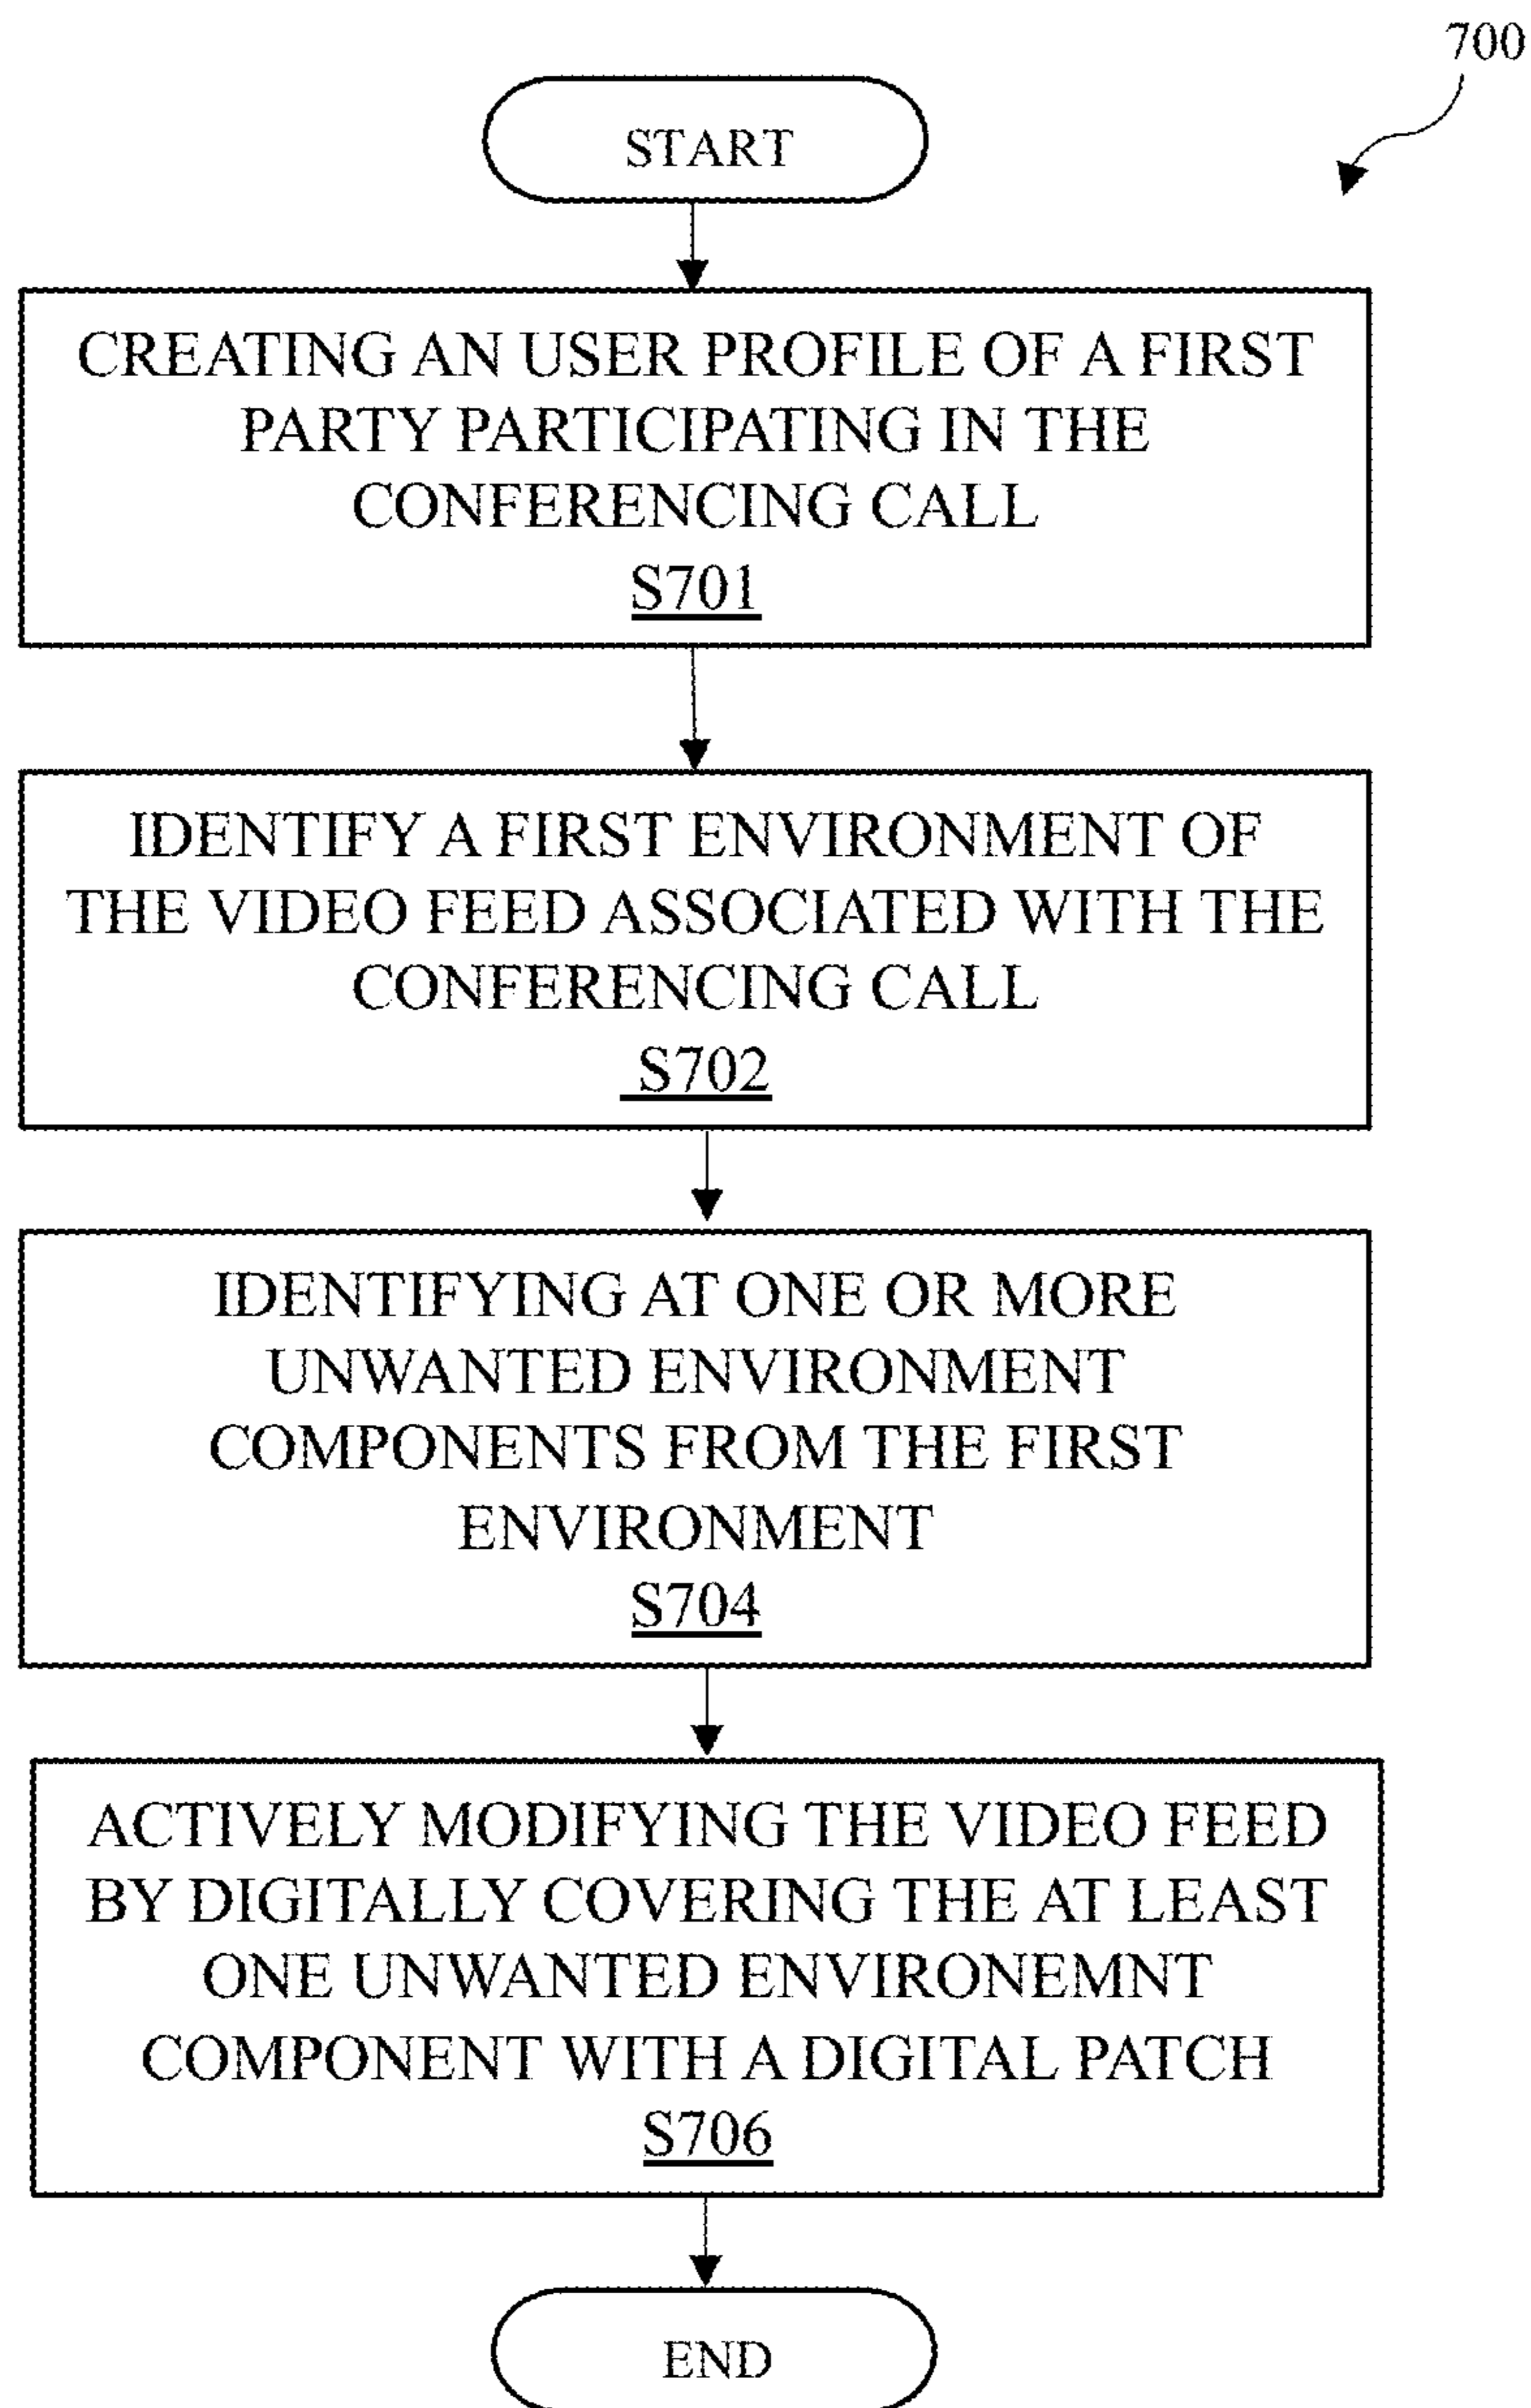 700
START
CREATING AN USER PROFILE OF A FIRST
PARTY PARTICIPATING IN THE
CONFERENCING CALL
S701
IDENTIFY A FIRST ENVIRONMENT OF
THE VIDEO FEED ASSOCIATED WITH THE
CONFERENCING CALL
S702
IDENTIFYING AT ONE OR MORE
UNWANTED ENVIRONMENT
COMPONENTS FROM THE FIRST
ENVIRONMENT
S704
ACTIVELY MODIFYING THE VIDEO FEED
BY DIGITALLY COVERING THE AT LEAST
ONE UNWANTED ENVIRONEMNT
COMPONENT WITH A DIGITAL PATCH
S706
END